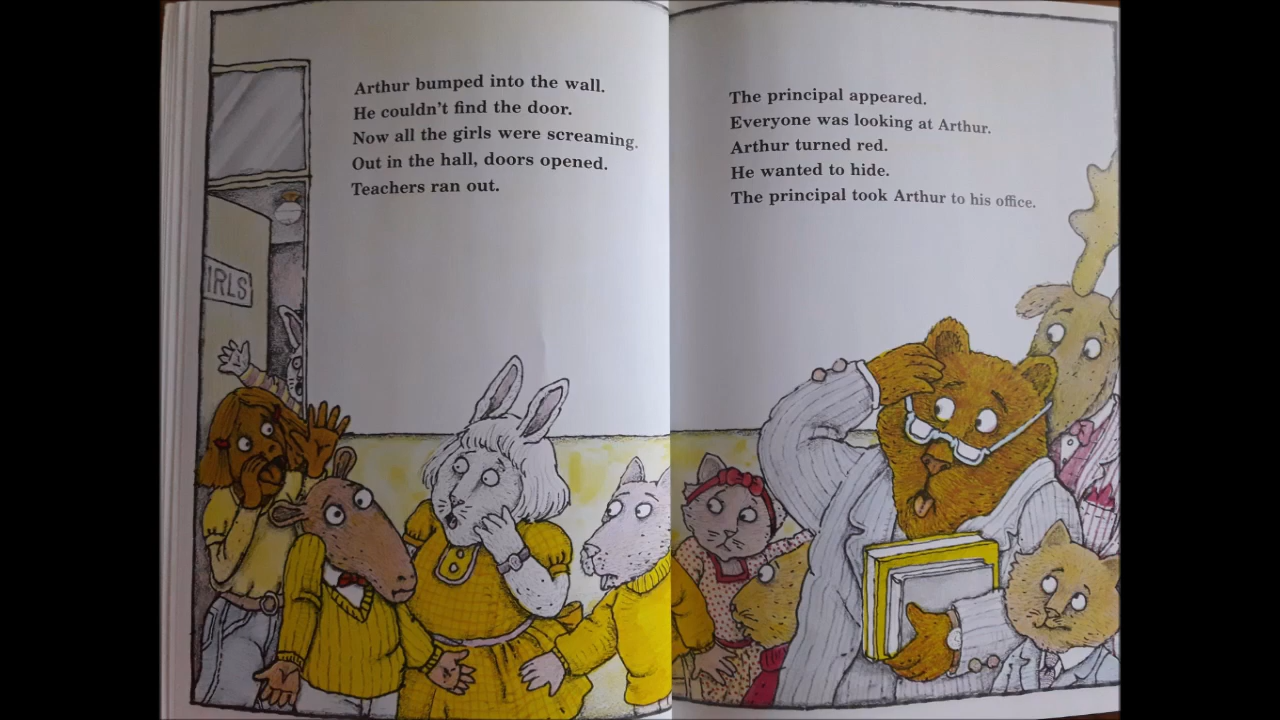 Arthur bumped into the wall.
He couldn't find the door.
Now all the girls were screaming.
Out in the hall, doors opened.
Teachers ran out.
IRLS
The principal appeared.
Everyone was looking at Arthur.
Arthur turned red.
He wanted to hide.
The principal took Arthur to his office.